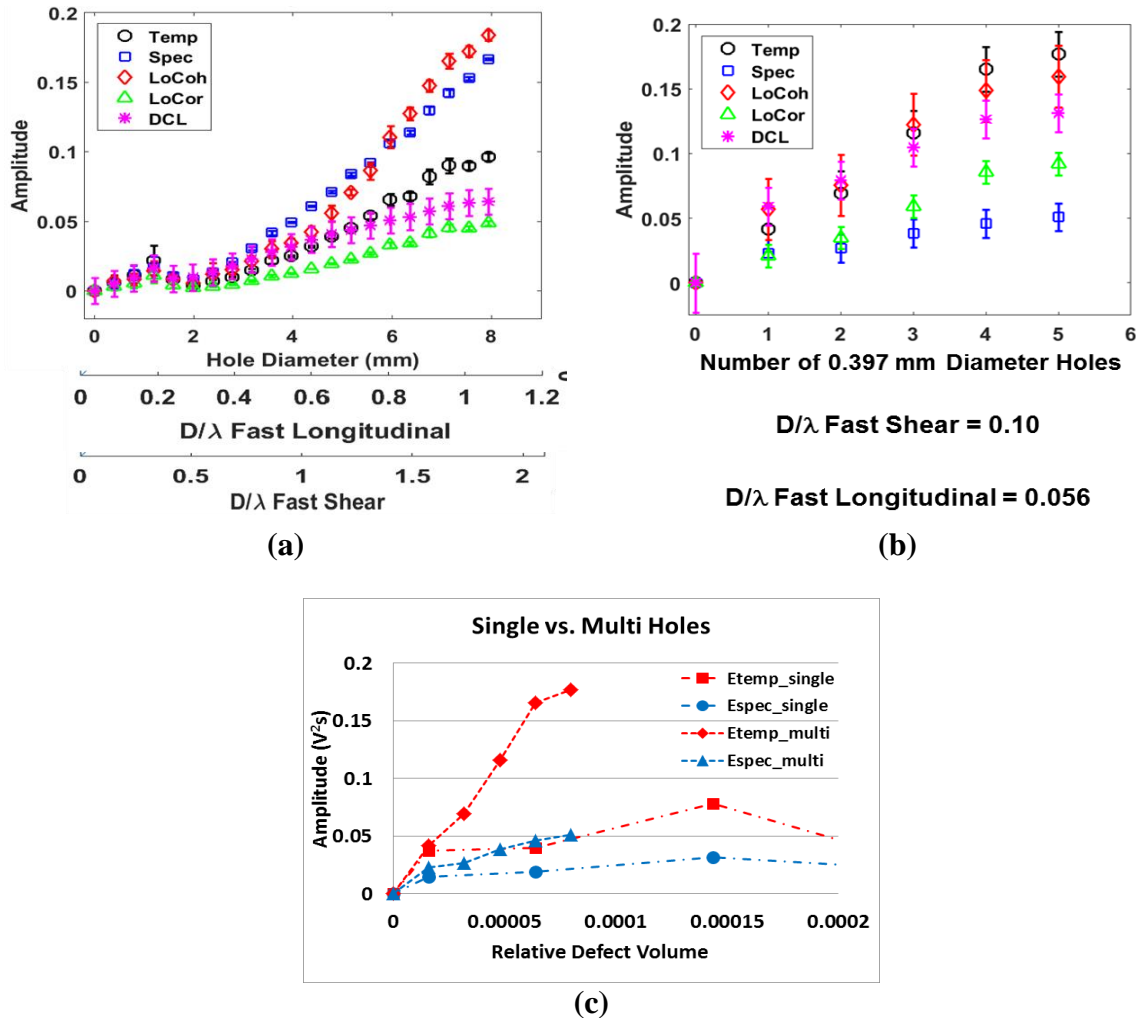 0.2
0.15
0.1
0.05
0
Amplitude
Temp
Spec
LoCoh
LoCor
DCL
0 2 4 6 8
Hole Diameter (mm)
0 0.2 0.4 0.6 0.8 1 1.2
D/λ Fast Longitudinal
0 0.5 1 1.5 2
D/λ Fast Shear
(a)
0.2
0.15
0.1
0.05
0
Amplitude
Temp
Spec
LoCoh
LoCor
DCL
0 1 2 3 4 5 6
Number of 0.397 mm Diameter Holes
D/λ Fast Shear = 0.10
D/λ Fast Longitudinal = 0.056
(b)
Single vs. Multi Holes
0.2
0.15
0.1
0.05
0
Amplitude (V²s)
Etemp_single
Espec_single
Etemp_multi
Espec_multi
0 0.00005 0.0001 0.00015 0.0002
Relative Defect Volume
(c)